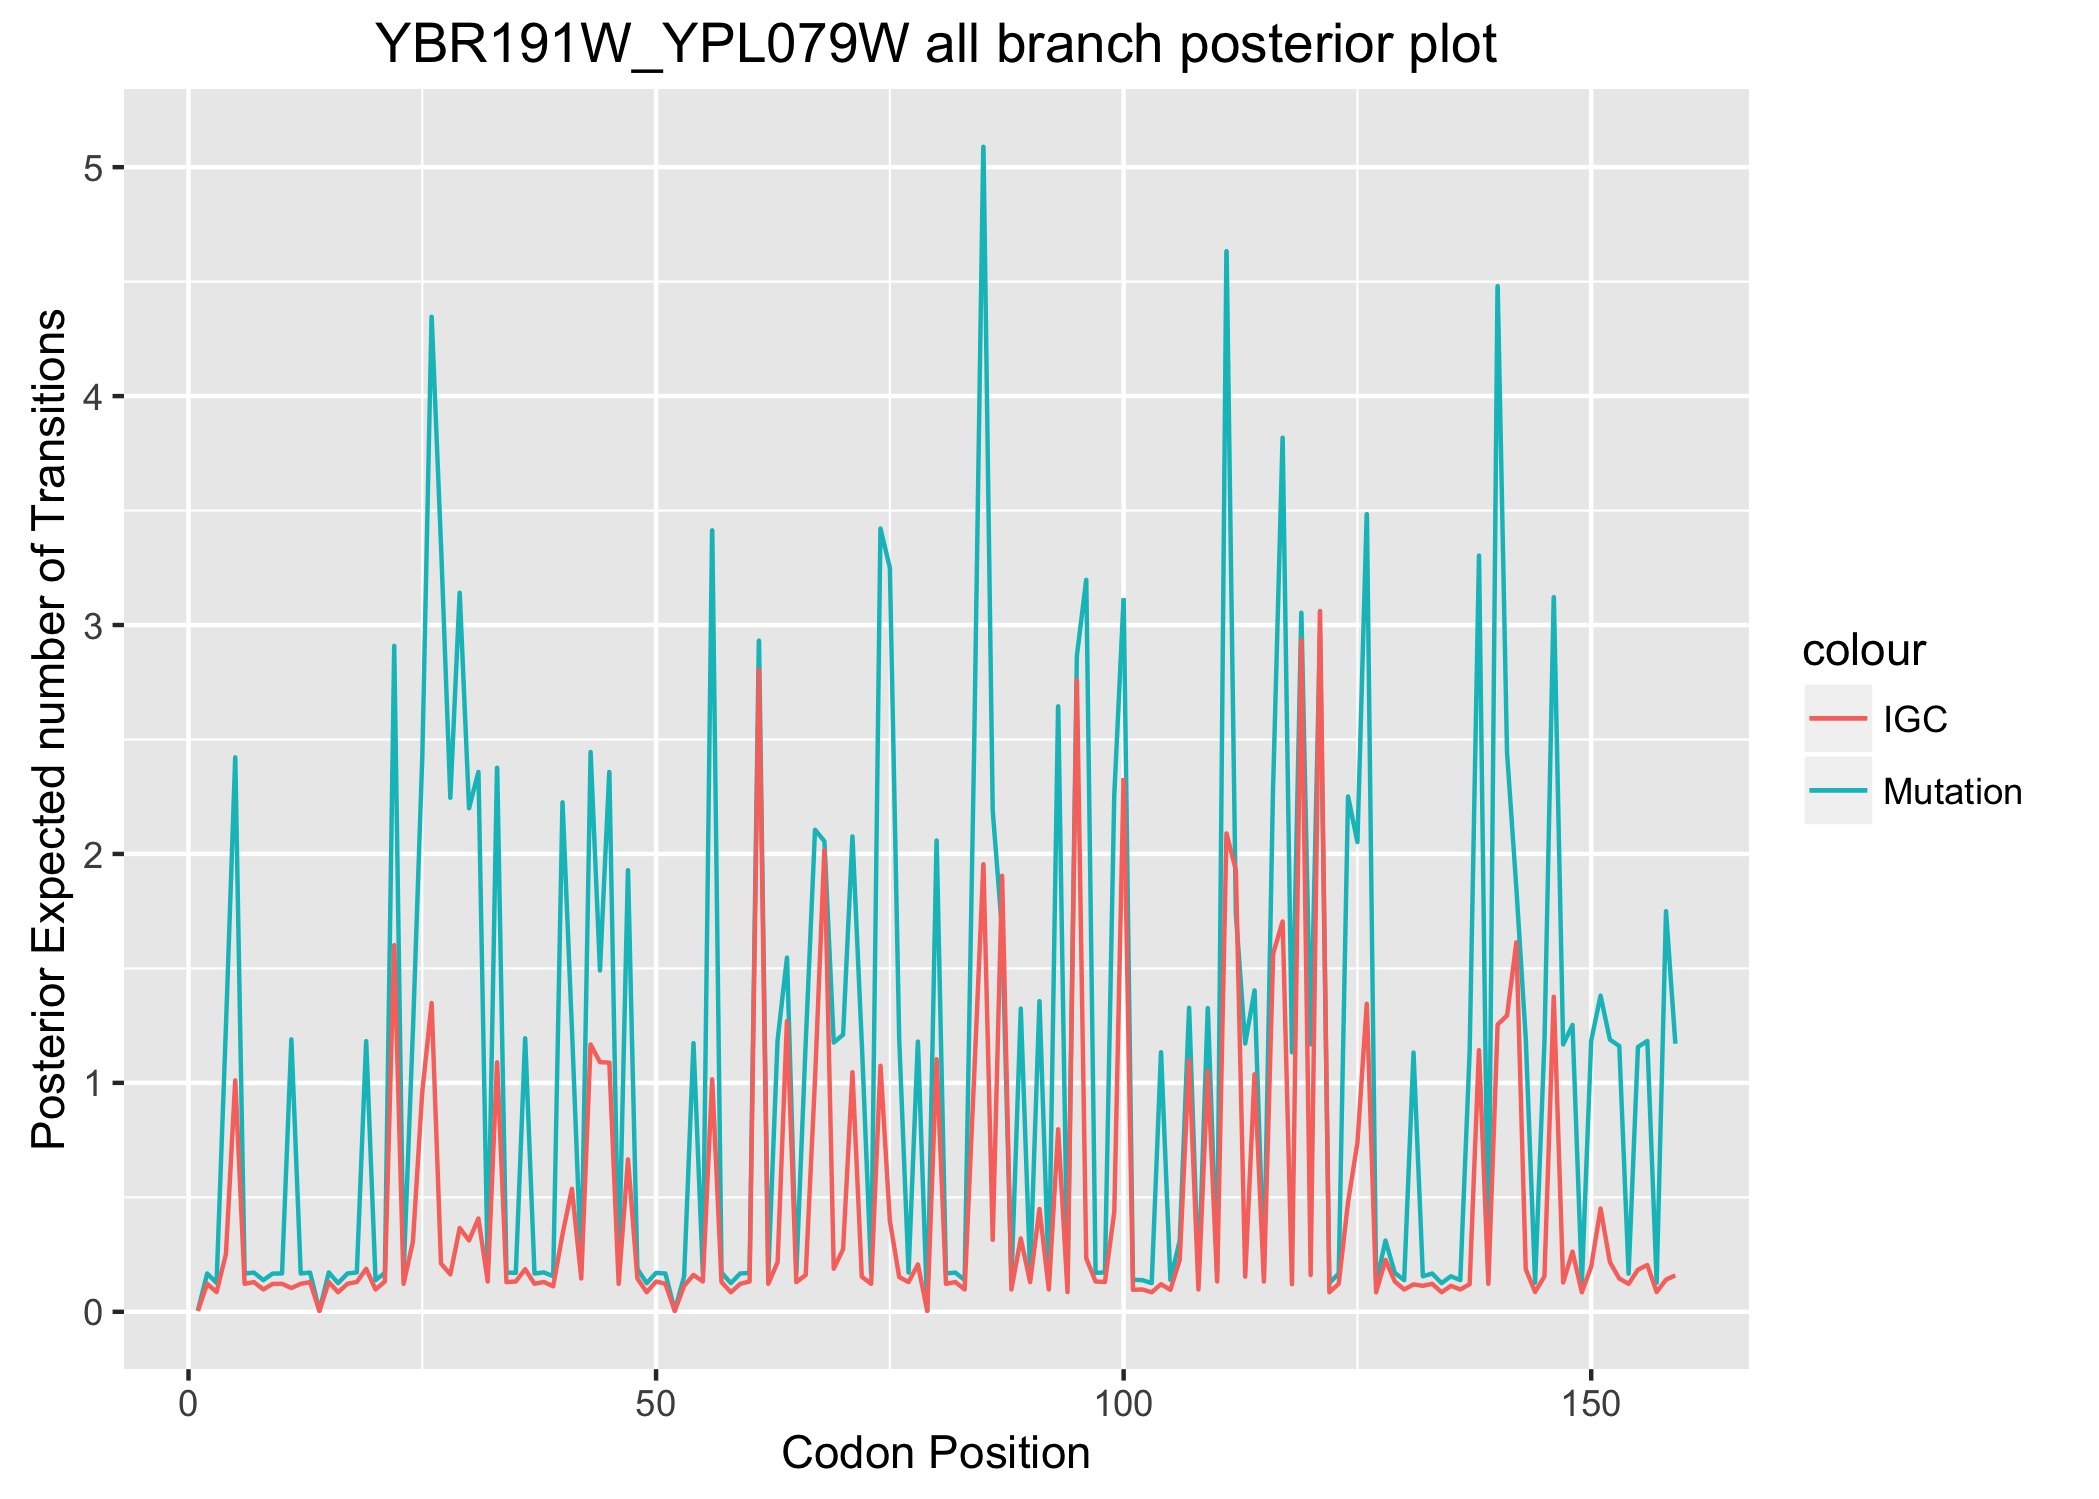 YBR191W_YPL079W all branch posterior plot
Posterior Expected number of Transitions
5
4
3
2
1
0
0 50 100 150
Codon Position
colour
IGC
Mutation